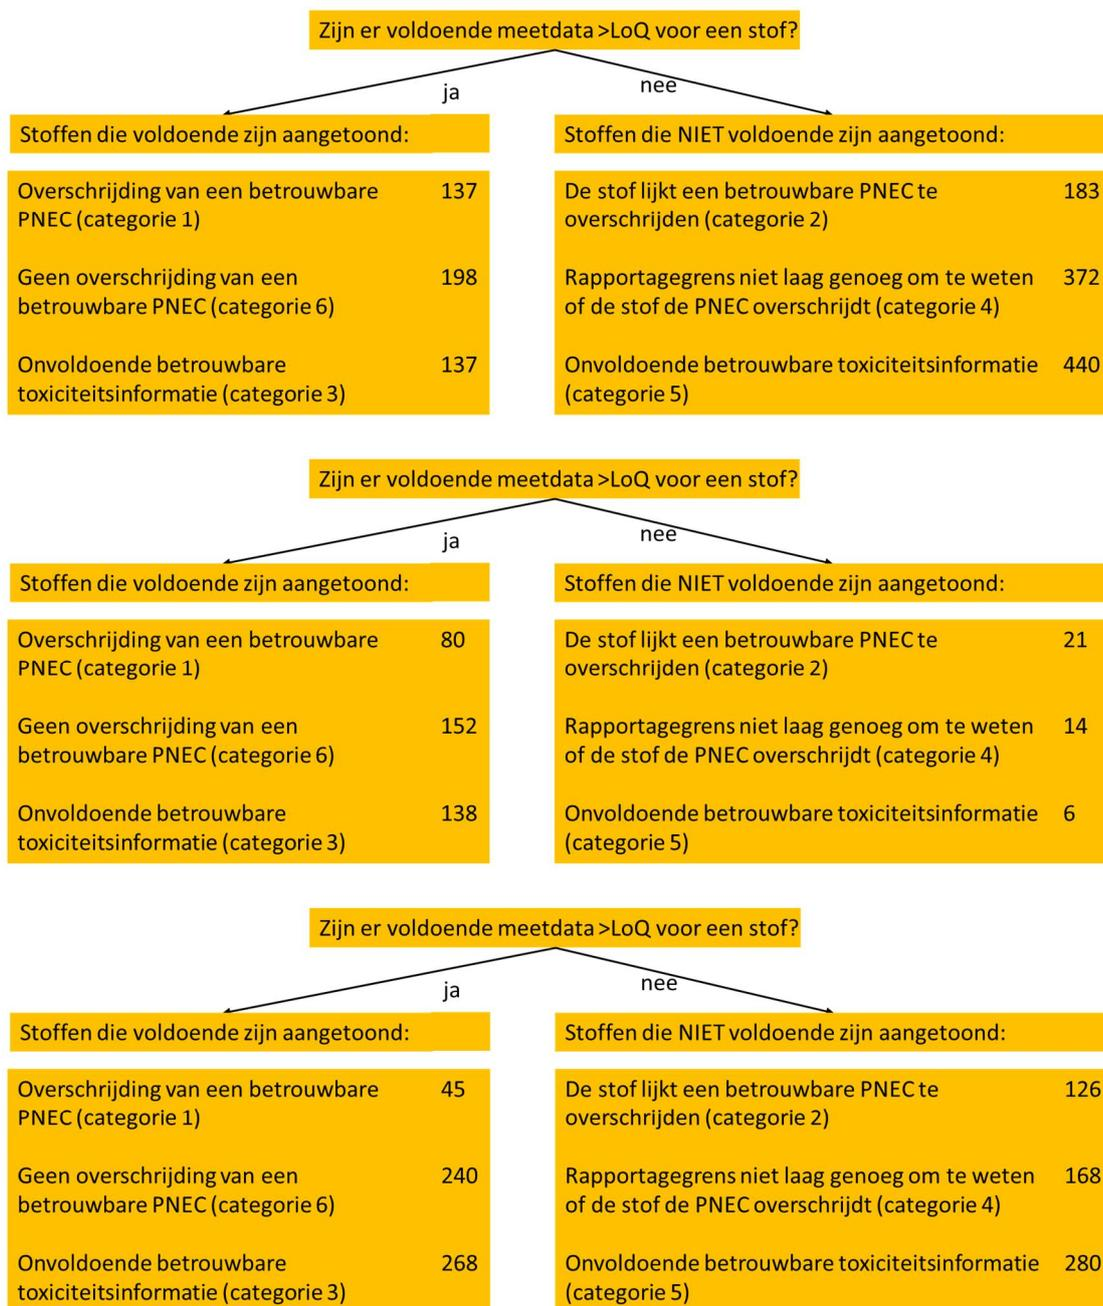 Zijn er voldoende meetdata >LoQ voor een stof?
ja
nee
Stoffen die voldoende zijn aangetoond:
Overschrijding van een betrouwbare 137
PNEC (categorie 1)
Geen overschrijding van een 198
betrouwbare PNEC (categorie 6)
Onvoldoende betrouwbare 137
toxiciteitsinformatie (categorie 3)
Stoffen die NIET voldoende zijn aangetoond:
De stof lijkt een betrouwbare PNEC te 183
overschrijden (categorie 2)
Rapportagegrens niet laag genoeg om te weten 372
of de stof de PNEC overschrijdt (categorie 4)
Onvoldoende betrouwbare toxiciteitsinformatie 440
(categorie 5)
Zijn er voldoende meetdata >LoQ voor een stof?
ja
nee
Stoffen die voldoende zijn aangetoond:
Overschrijding van een betrouwbare 80
PNEC (categorie 1)
Geen overschrijding van een 152
betrouwbare PNEC (categorie 6)
Onvoldoende betrouwbare 138
toxiciteitsinformatie (categorie 3)
Stoffen die NIET voldoende zijn aangetoond:
De stof lijkt een betrouwbare PNEC te 21
overschrijden (categorie 2)
Rapportagegrens niet laag genoeg om te weten 14
of de stof de PNEC overschrijdt (categorie 4)
Onvoldoende betrouwbare toxiciteitsinformatie 6
(categorie 5)
Zijn er voldoende meetdata >LoQ voor een stof?
ja
nee
Stoffen die voldoende zijn aangetoond:
Overschrijding van een betrouwbare 45
PNEC (categorie 1)
Geen overschrijding van een 240
betrouwbare PNEC (categorie 6)
Onvoldoende betrouwbare 268
toxiciteitsinformatie (categorie 3)
Stoffen die NIET voldoende zijn aangetoond:
De stof lijkt een betrouwbare PNEC te 126
overschrijden (categorie 2)
Rapportagegrens niet laag genoeg om te weten 168
of de stof de PNEC overschrijdt (categorie 4)
Onvoldoende betrouwbare toxiciteitsinformatie 280
(categorie 5)